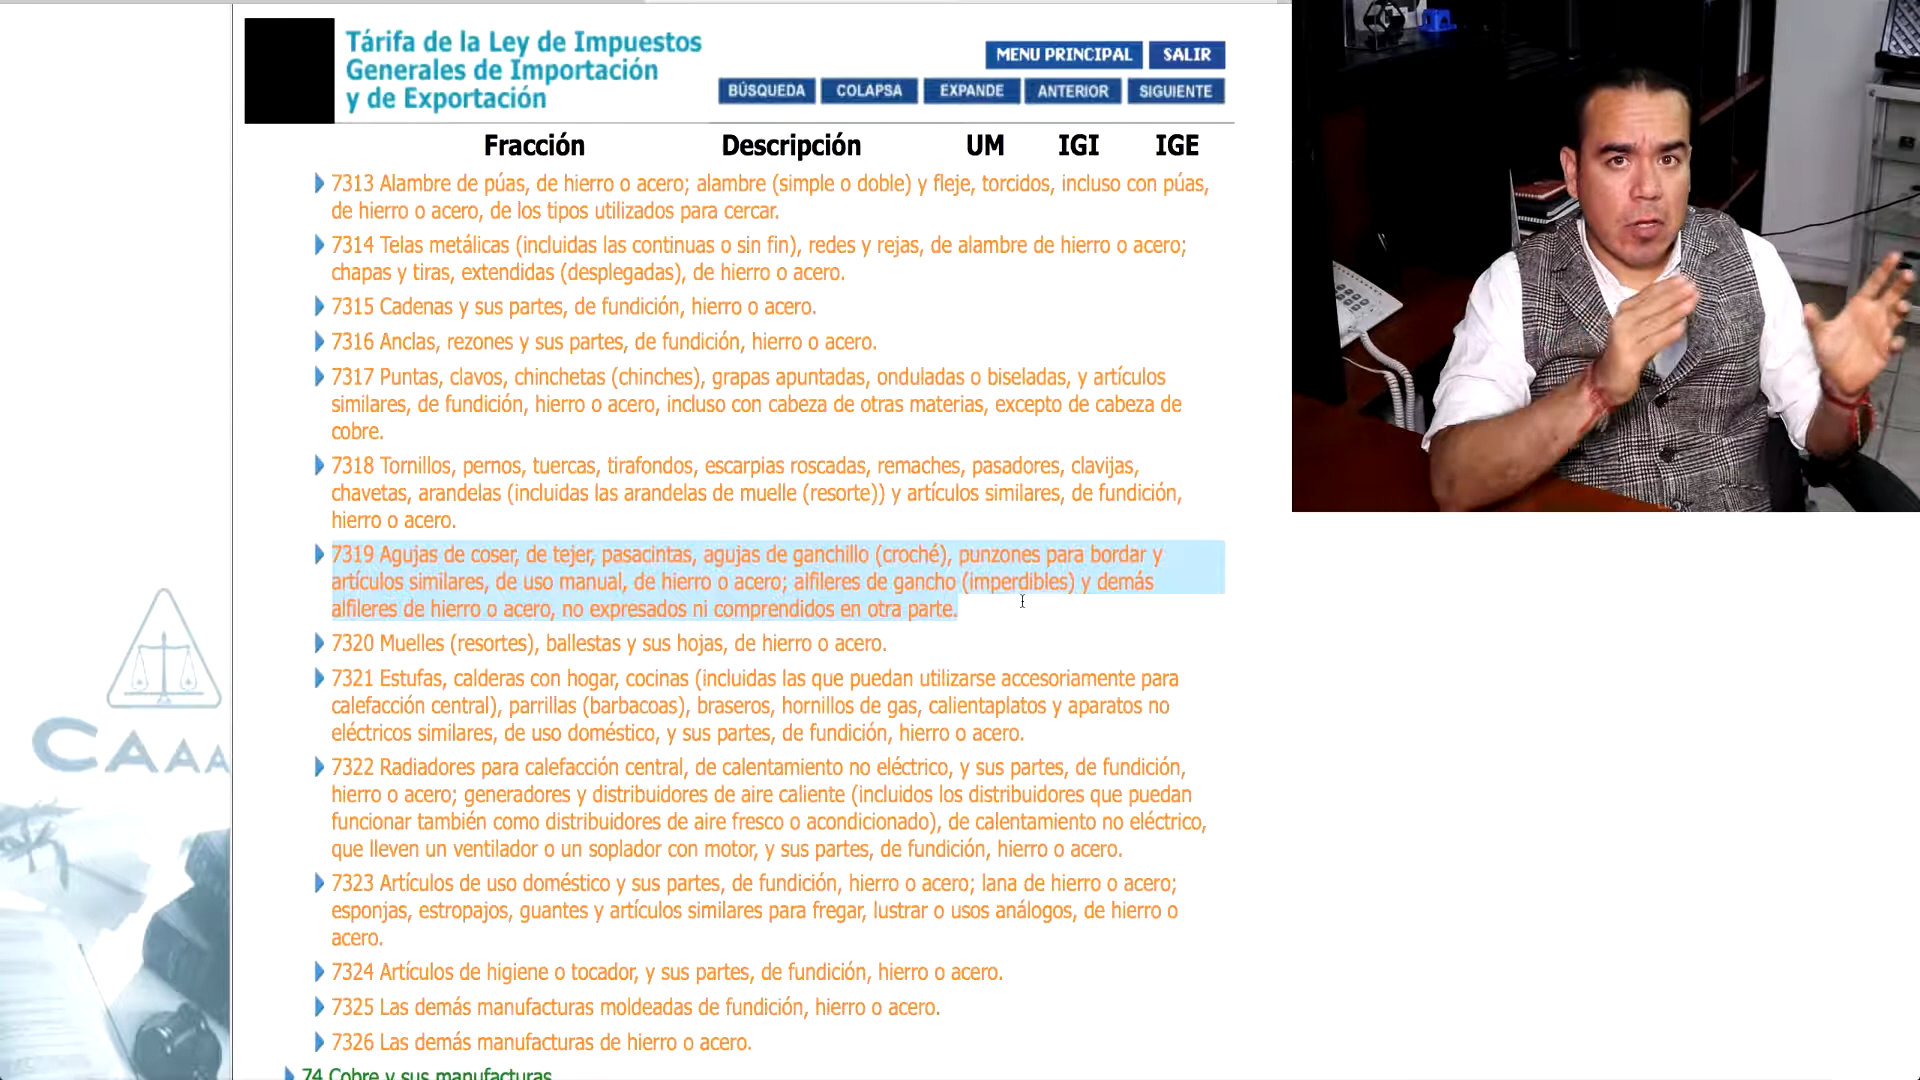 Tárifa de la Ley de Impuestos
Generales de Importación
y de Exportación
MENU PRINCIPAL
SALIR
BÚSQUEDA
COLAPSA
EXPANDE
ANTERIOR
SIGUIENTE
Fracción Descripción UM IGI IGE
7313 Alambre de púas, de hierro o acero; alambre (simple o doble) y fleje, torcidos, incluso con púas,
de hierro o acero, de los tipos utilizados para cercar.
7314 Telas metálicas (incluidas las continuas o sin fin), redes y rejas, de alambre de hierro o acero;
chapas y tiras, extendidas (desplegadas), de hierro o acero.
7315 Cadenas y sus partes, de fundición, hierro o acero.
7316 Anclas, rezones y sus partes, de fundición, hierro o acero.
7317 Puntas, clavos, chinchetas (chinches), grapas apuntadas, onduladas o biseladas, y artículos
similares, de fundición, hierro o acero, incluso con cabeza de otras materias, excepto de cabeza de
cobre.
7318 Tornillos, pernos, tuercas, tirafondos, escarpias roscadas, remaches, pasadores, clavijas,
chavetas, arandelas (incluidas las arandelas de muelle (resorte)) y artículos similares, de fundición,
hierro o acero.
7319 Agujas de coser, de tejer, pasacintas, agujas de ganchillo (croché), punzones para bordar y
artículos similares, de uso manual, de hierro o acero; alfileres de gancho (imperdibles) y demás
alfileres de hierro o acero, no expresados ni comprendidos en otra parte.
7320 Muelles (resortes), ballestas y sus hojas, de hierro o acero.
7321 Estufas, calderas con hogar, cocinas (incluidas las que puedan utilizarse accesoriamente para
calefacción central), parrillas (barbacoas), braseros, hornillos de gas, calientaplatos y aparatos no
eléctricos similares, de uso doméstico, y sus partes, de fundición, hierro o acero.
7322 Radiadores para calefacción central, de calentamiento no eléctrico, y sus partes, de fundición,
hierro o acero; generadores y distribuidores de aire caliente (incluidos los distribuidores que puedan
funcionar también como distribuidores de aire fresco o acondicionado), de calentamiento no eléctrico,
que lleven un ventilador o un soplador con motor, y sus partes, de fundición, hierro o acero.
7323 Artículos de uso doméstico y sus partes, de fundición, hierro o acero; lana de hierro o acero;
esponjas, estropajos, guantes y artículos similares para fregar, lustrar o usos análogos, de hierro o
acero.
7324 Artículos de higiene o tocador, y sus partes, de fundición, hierro o acero.
7325 Las demás manufacturas moldeadas de fundición, hierro o acero.
7326 Las demás manufacturas de hierro o acero.
74 Cobre y sus manufacturas
CAAA